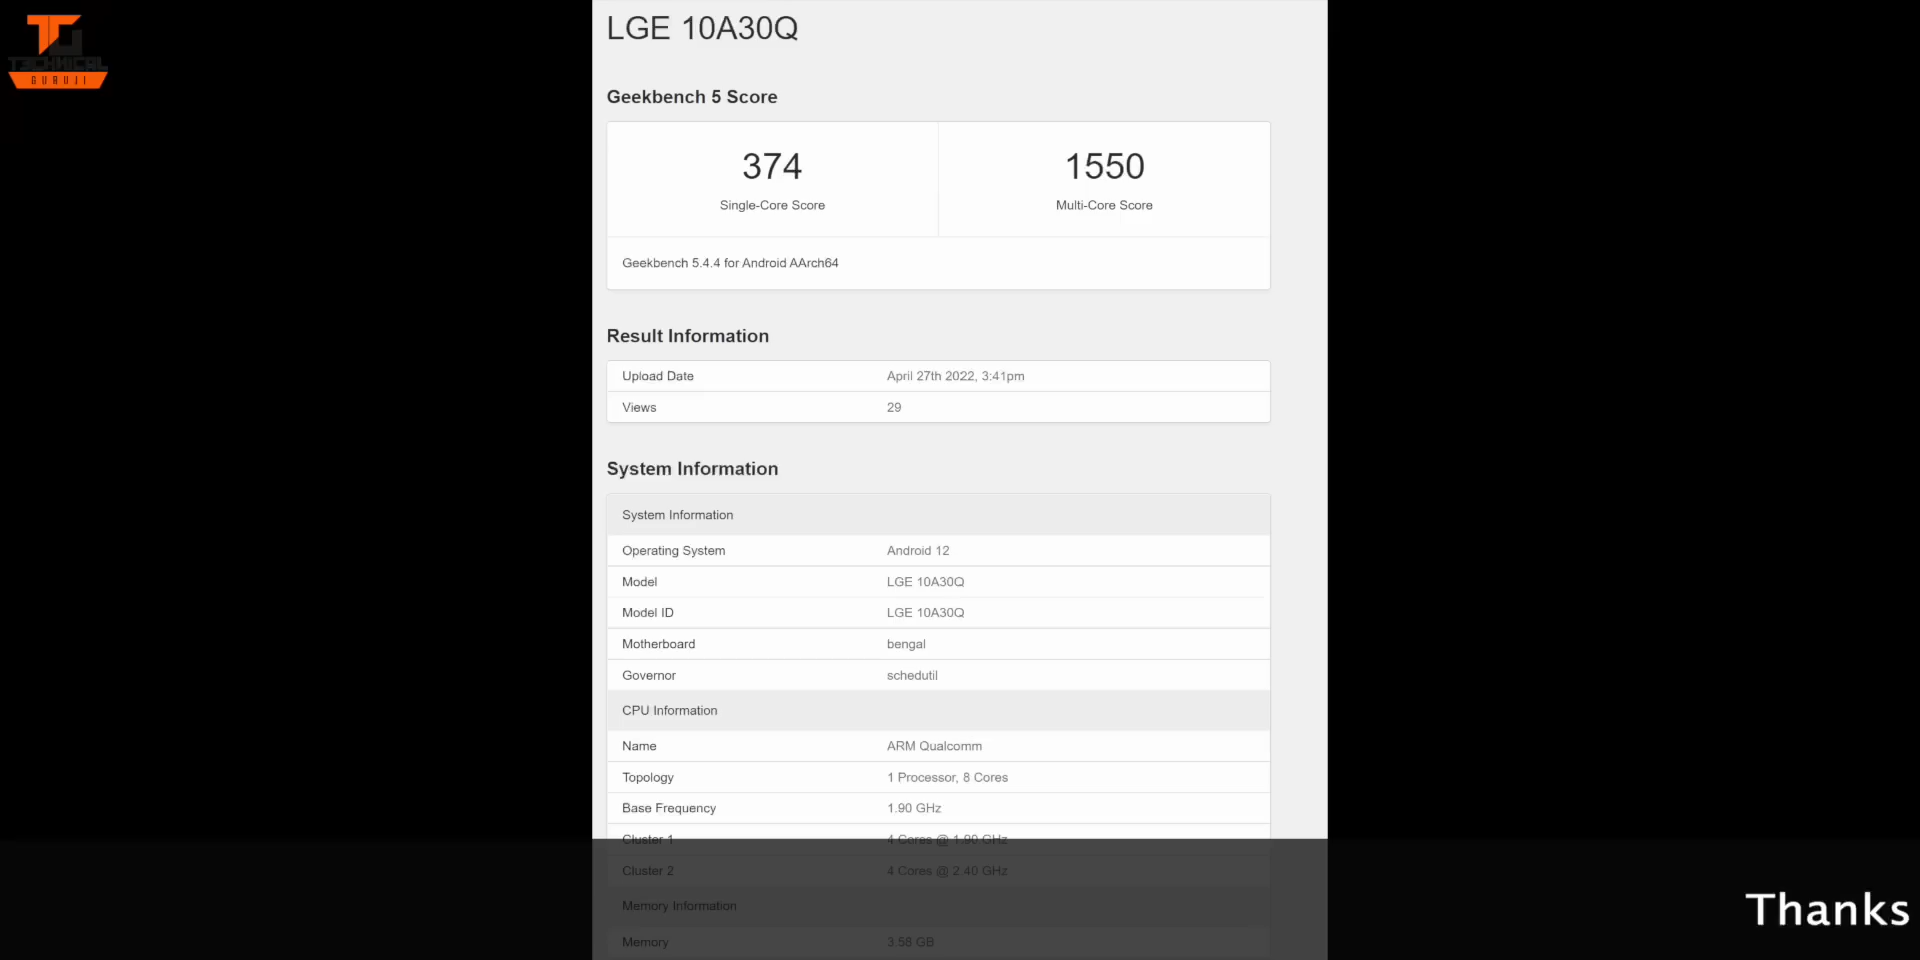 TECHNICAL
GURUJI
LGE 10A30Q
Geekbench 5 Score
374
1550
Single-Core Score
Multi-Core Score
Geekbench 5.4.4 for Android AArch64
Result Information
Upload Date April 27th 2022, 3:41pm
Views 29
System Information
System Information
Operating System Android 12
Model LGE 10A30Q
Model ID LGE 10A30Q
Motherboard bengal
Governor schedutil
CPU Information
Name ARM Qualcomm
Topology 1 Processor, 8 Cores
Base Frequency 1.90 GHz
Cluster 1 4 Cores @ 1.90 GHz
Cluster 2 4 Cores @ 2.40 GHz
Memory Information
Memory 3.58 GB
Thanks